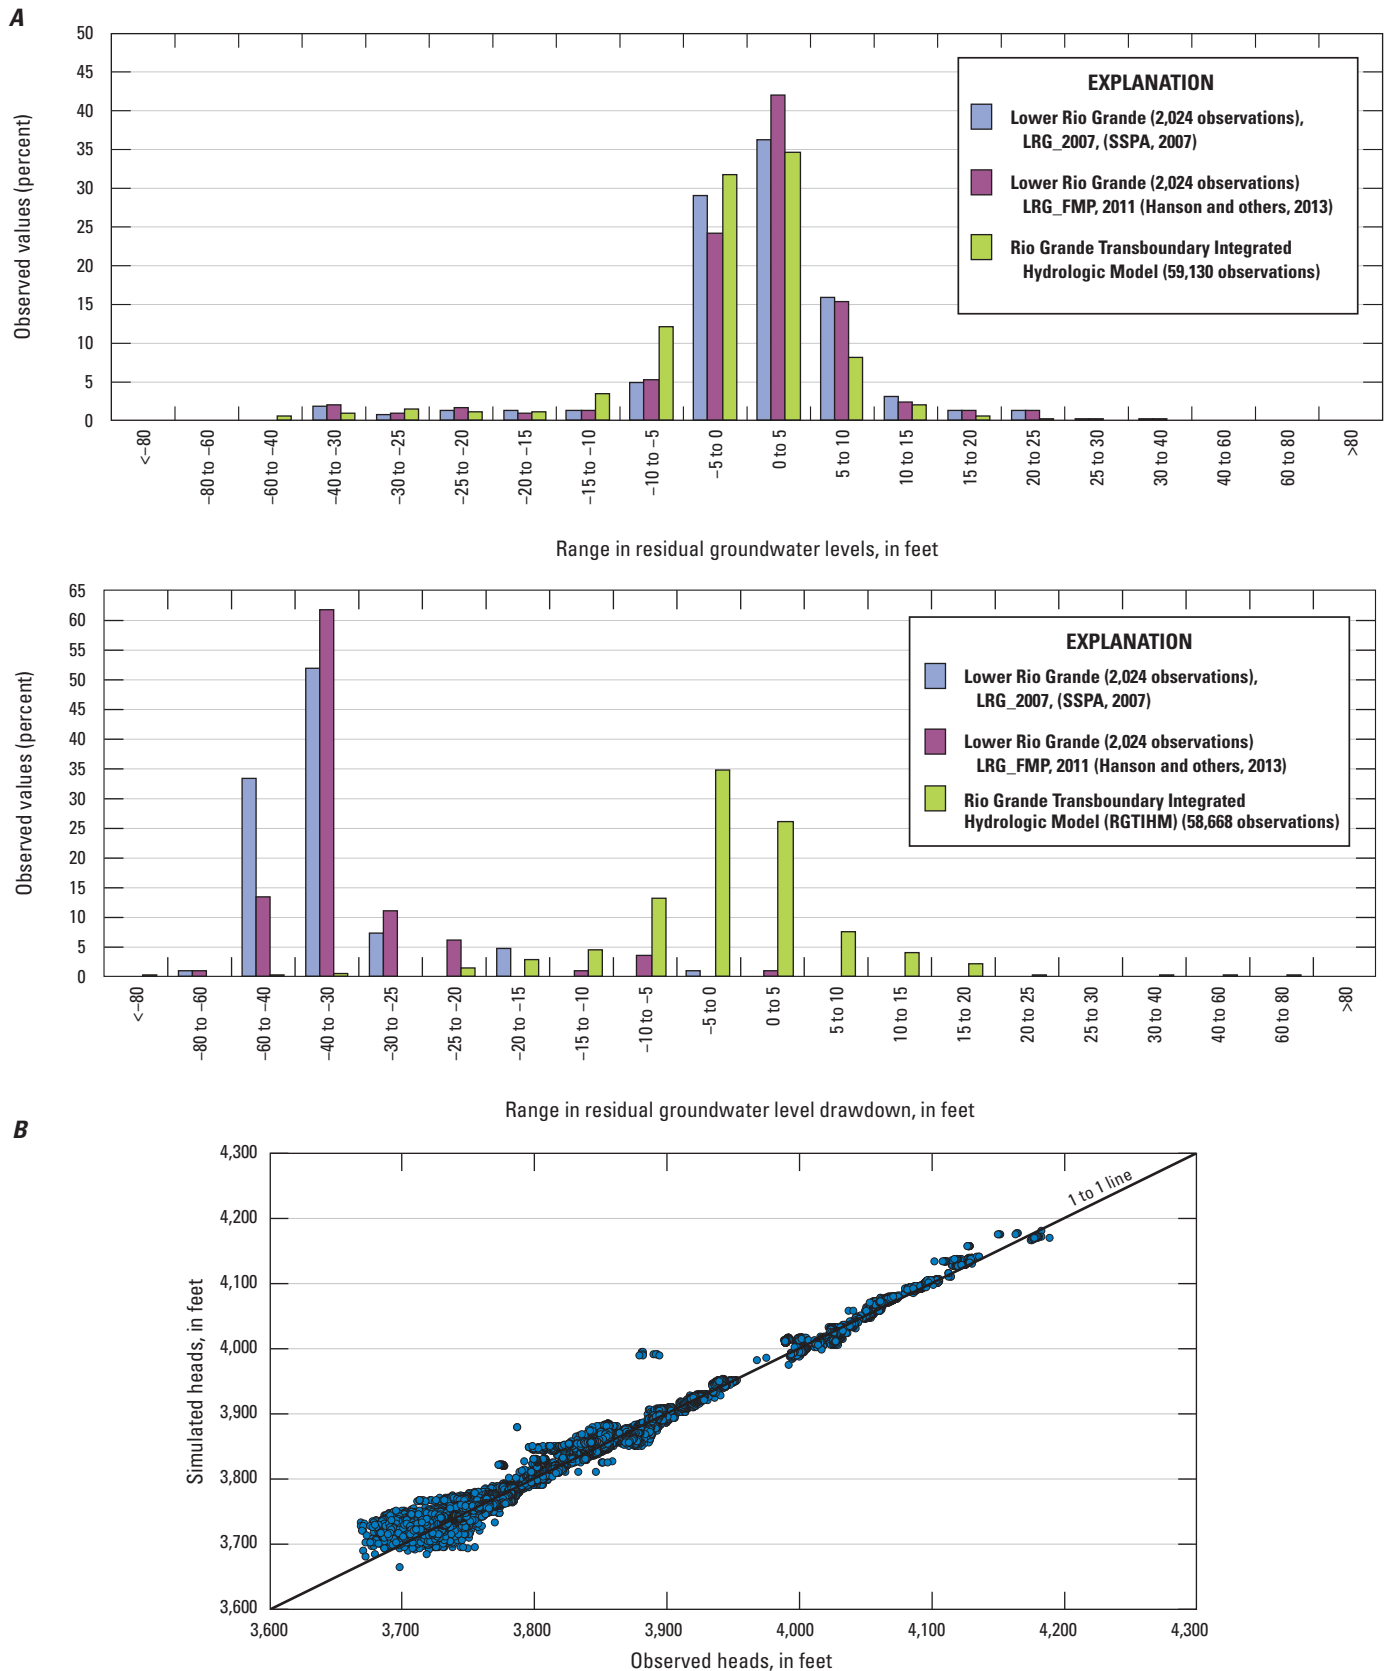 A
50
45
40
35
30
25
20
15
10
5
0
Observed values (percent)
EXPLANATION
Lower Rio Grande (2,024 observations),
LRG_2007, (SSPA, 2007)
Lower Rio Grande (2,024 observations)
LRG_FMP, 2011 (Hanson and others, 2013)
Rio Grande Transboundary Integrated
Hydrologic Model (59,130 observations)
<–80
–80 to –60
–60 to –40
–40 to –30
–30 to –25
–25 to –20
–20 to –15
–15 to –10
–10 to –5
–5 to 0
0 to 5
5 to 10
10 to 15
15 to 20
20 to 25
25 to 30
30 to 40
40 to 60
60 to 80
>80
Range in residual groundwater levels, in feet
65
60
55
50
45
40
35
30
25
20
15
10
5
0
Observed values (percent)
EXPLANATION
Lower Rio Grande (2,024 observations),
LRG_2007, (SSPA, 2007)
Lower Rio Grande (2,024 observations)
LRG_FMP, 2011 (Hanson and others, 2013)
Rio Grande Transboundary Integrated
Hydrologic Model (RGTIHM) (58,668 observations)
<–80
–80 to –60
–60 to –40
–40 to –30
–30 to –25
–25 to –20
–20 to –15
–15 to –10
–10 to –5
–5 to 0
0 to 5
5 to 10
10 to 15
15 to 20
20 to 25
25 to 30
30 to 40
40 to 60
60 to 80
>80
Range in residual groundwater level drawdown, in feet
B
4,300
4,200
4,100
4,000
3,900
3,800
3,700
3,600
Simulated heads, in feet
1 to 1 line
3,600
3,700
3,800
3,900
4,000
4,100
4,200
4,300
Observed heads, in feet